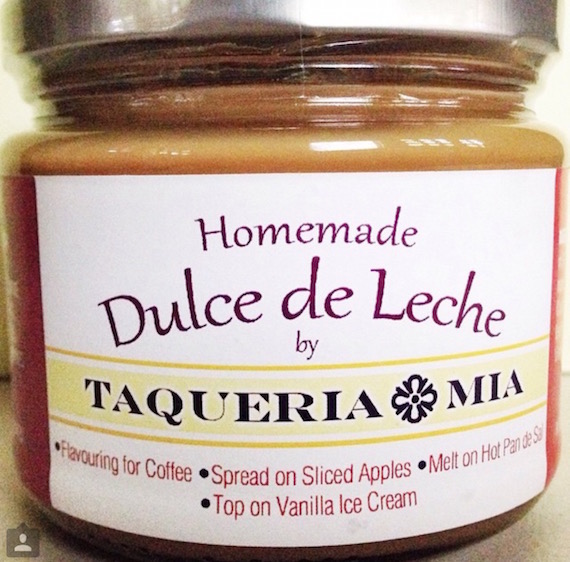 Homemade
Dulce de Leche
by
TAQUERIA MIA
•Flavouring for Coffee •Spread on Sliced Apples •Melt on Hot Pan de Sal
•Top on Vanilla Ice Cream